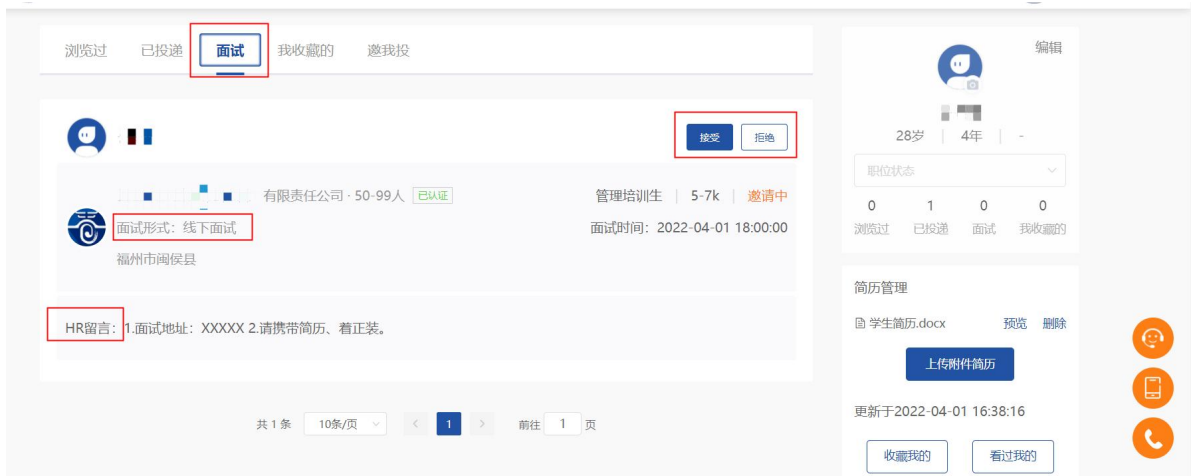 浏览过 已投递 面试 我收藏的 邀我投
接受 拒绝
有限责任公司 · 50-99人 已认证
管理培训生 | 5-7k | 邀请中
面试形式：线下面试
面试时间：2022-04-01 18:00:00
福州市闽侯县
HR留言：1.面试地址：XXXXX 2.请携带简历、着正装。
共 1 条 10条/页 < 1 > 前往 1 页
编辑
28岁 | 4年 | -
职位状态
0 1 0 0
浏览过 已投递 面试 我收藏的
简历管理
学生简历.docx 预览 删除
上传附件简历
更新于2022-04-01 16:38:16
收藏我的 看过我的